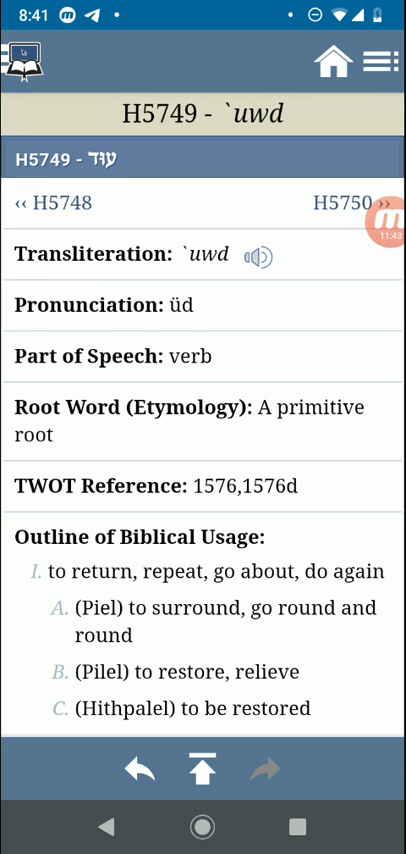 8:41
H5749 - `uwd
H5749 - עוּד
‹‹ H5748 H5750 ››
11:43
Transliteration: `uwd
Pronunciation: üd
Part of Speech: verb
Root Word (Etymology): A primitive
root
TWOT Reference: 1576,1576d
Outline of Biblical Usage:
I. to return, repeat, go about, do again
A. (Piel) to surround, go round and
round
B. (Pilel) to restore, relieve
C. (Hithpalel) to be restored